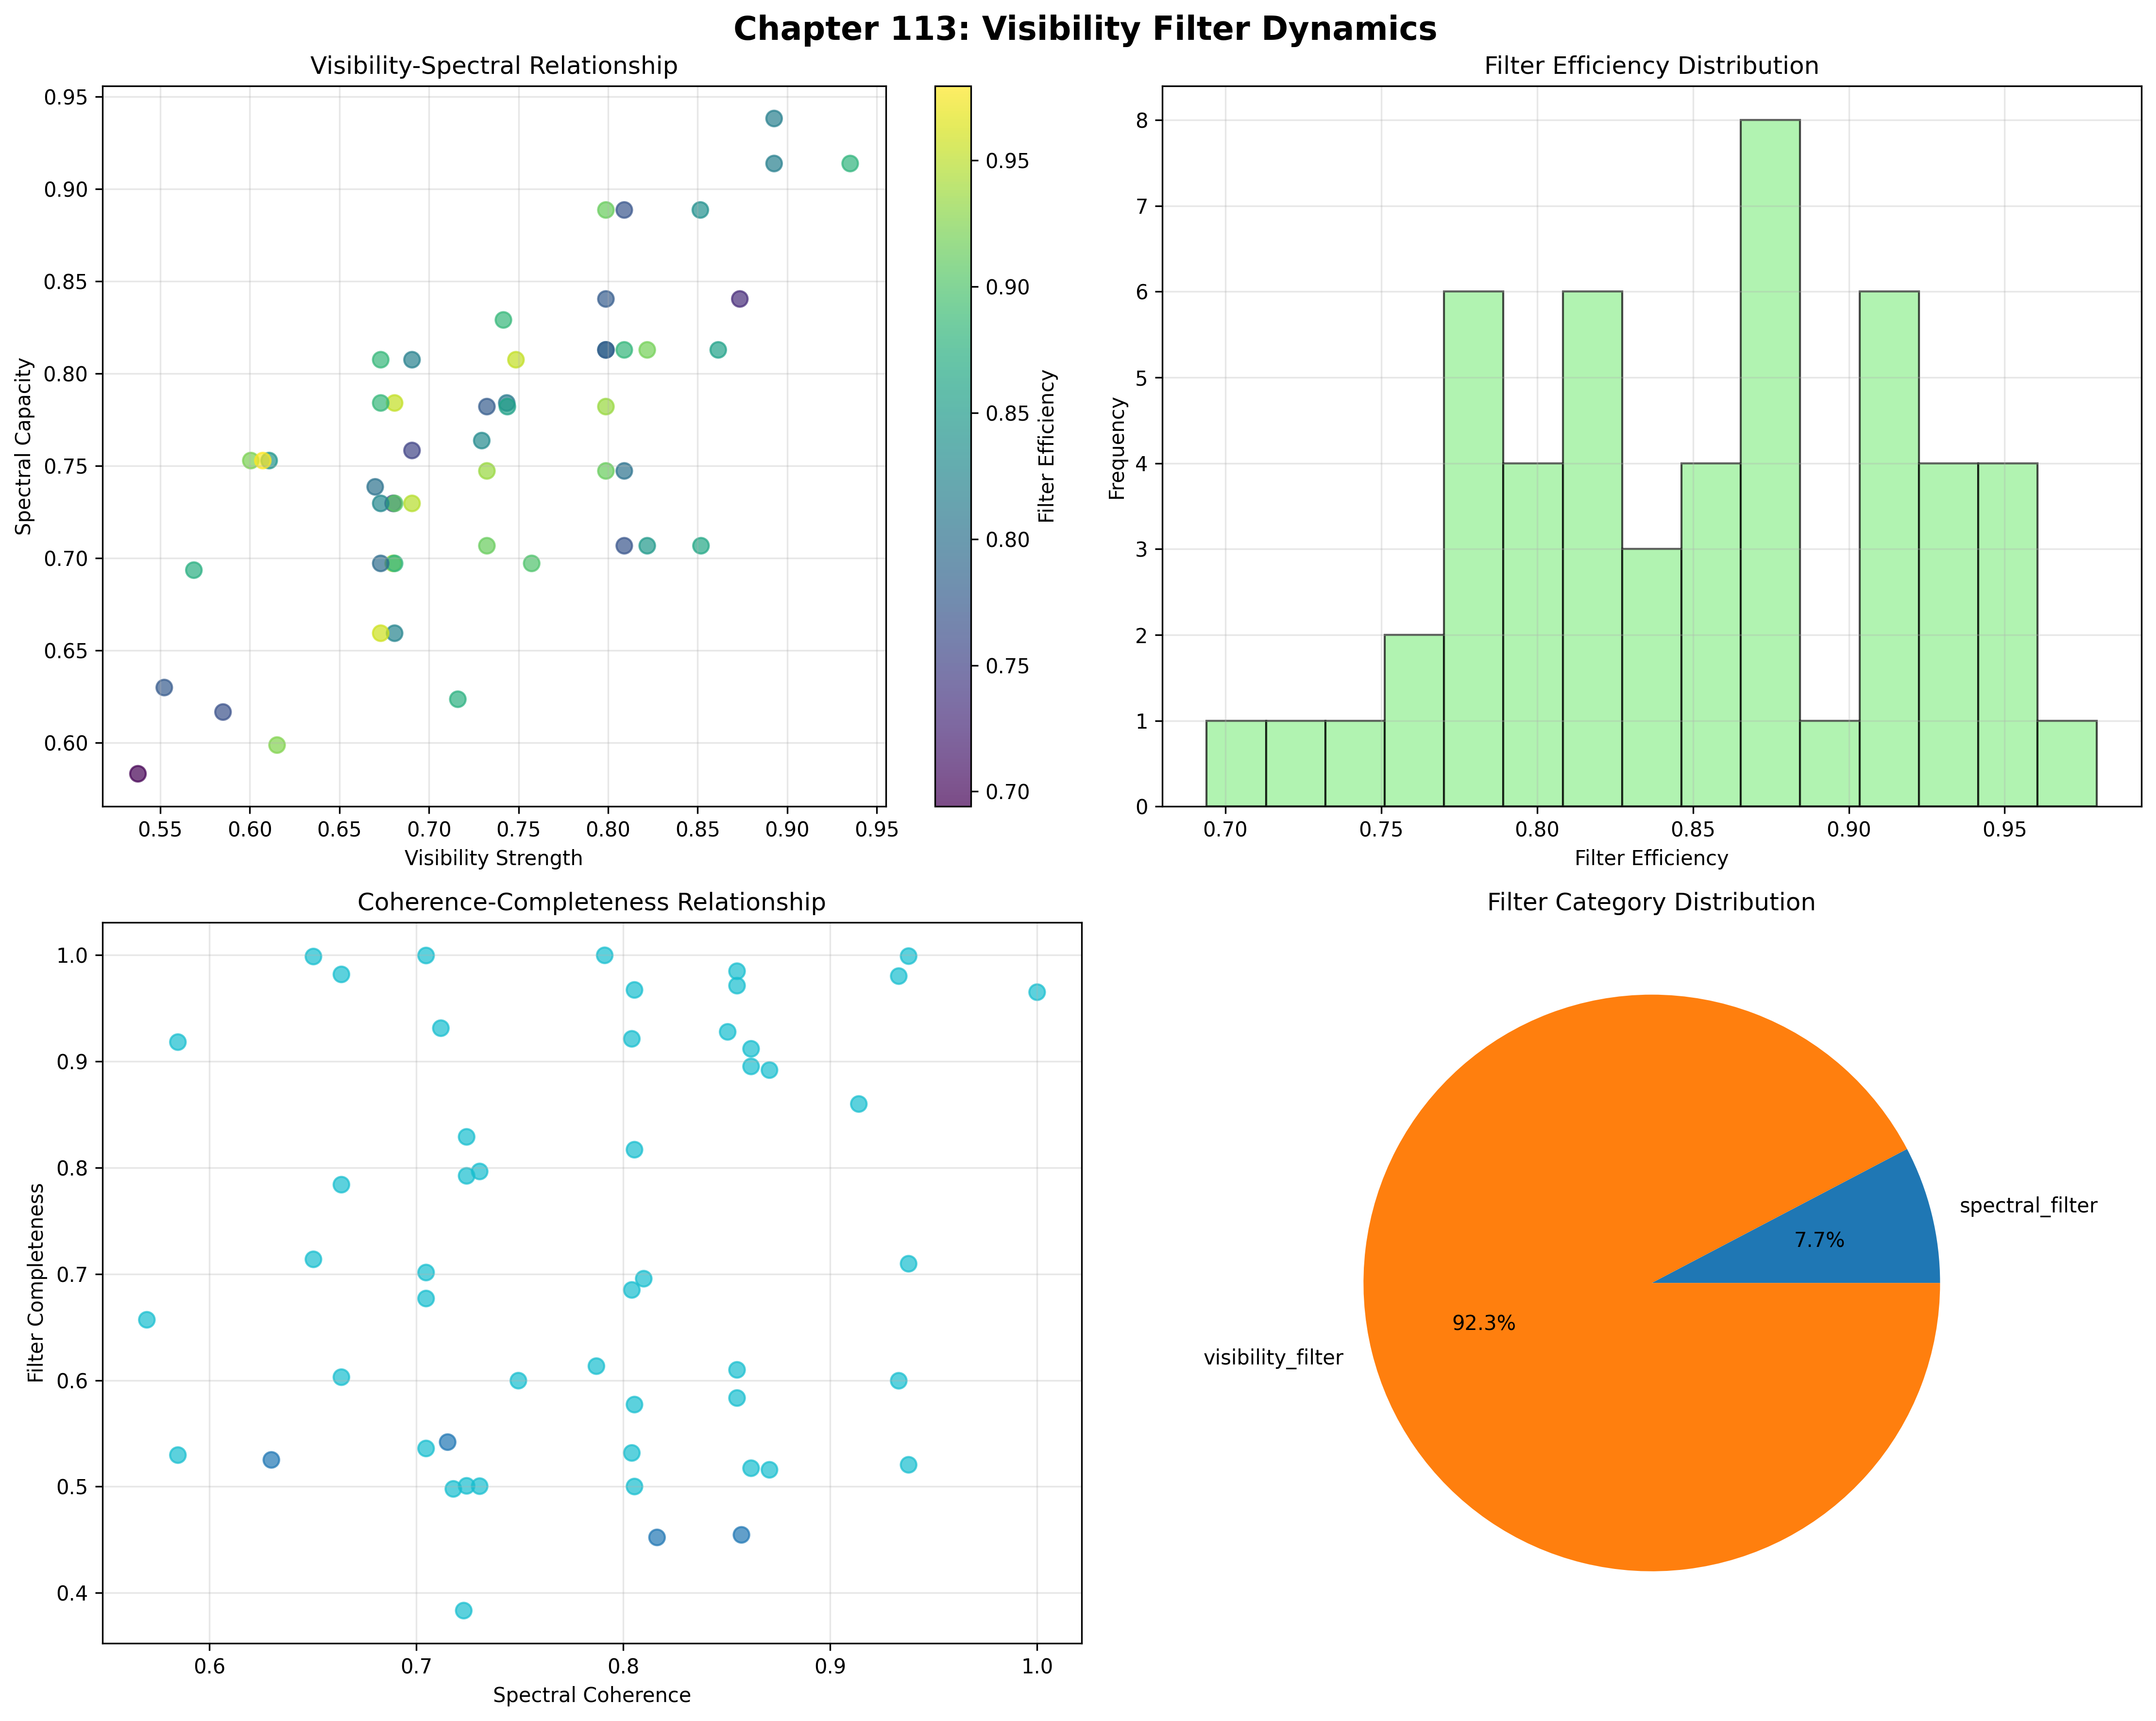 Chapter 113: Visibility Filter Dynamics
Visibility-Spectral Relationship
0.95
0.90
0.85
0.80
0.75
0.70
0.65
0.60
Spectral Capacity
0.55 0.60 0.65 0.70 0.75 0.80 0.85 0.90 0.95
Visibility Strength
0.95
0.90
0.85
0.80
0.75
0.70
Filter Efficiency
Filter Efficiency Distribution
8
7
6
5
4
3
2
1
0
Frequency
0.70 0.75 0.80 0.85 0.90 0.95
Filter Efficiency
Coherence-Completeness Relationship
1.0
0.9
0.8
0.7
0.6
0.5
0.4
Filter Completeness
0.6 0.7 0.8 0.9 1.0
Spectral Coherence
Filter Category Distribution
spectral_filter
7.7%
92.3%
visibility_filter